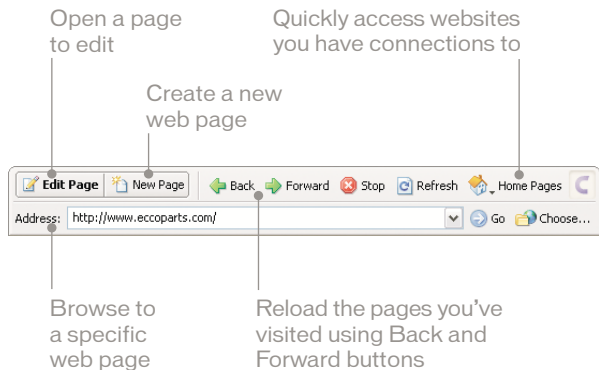 Open a page
to edit
Quickly access websites
you have connections to
Create a new
web page
Edit Page New Page Back Forward Stop Refresh Home Pages
Address: http://www.eccoparts.com/ Go Choose...
Browse to
a specific
web page
Reload the pages you've
visited using Back and
Forward buttons